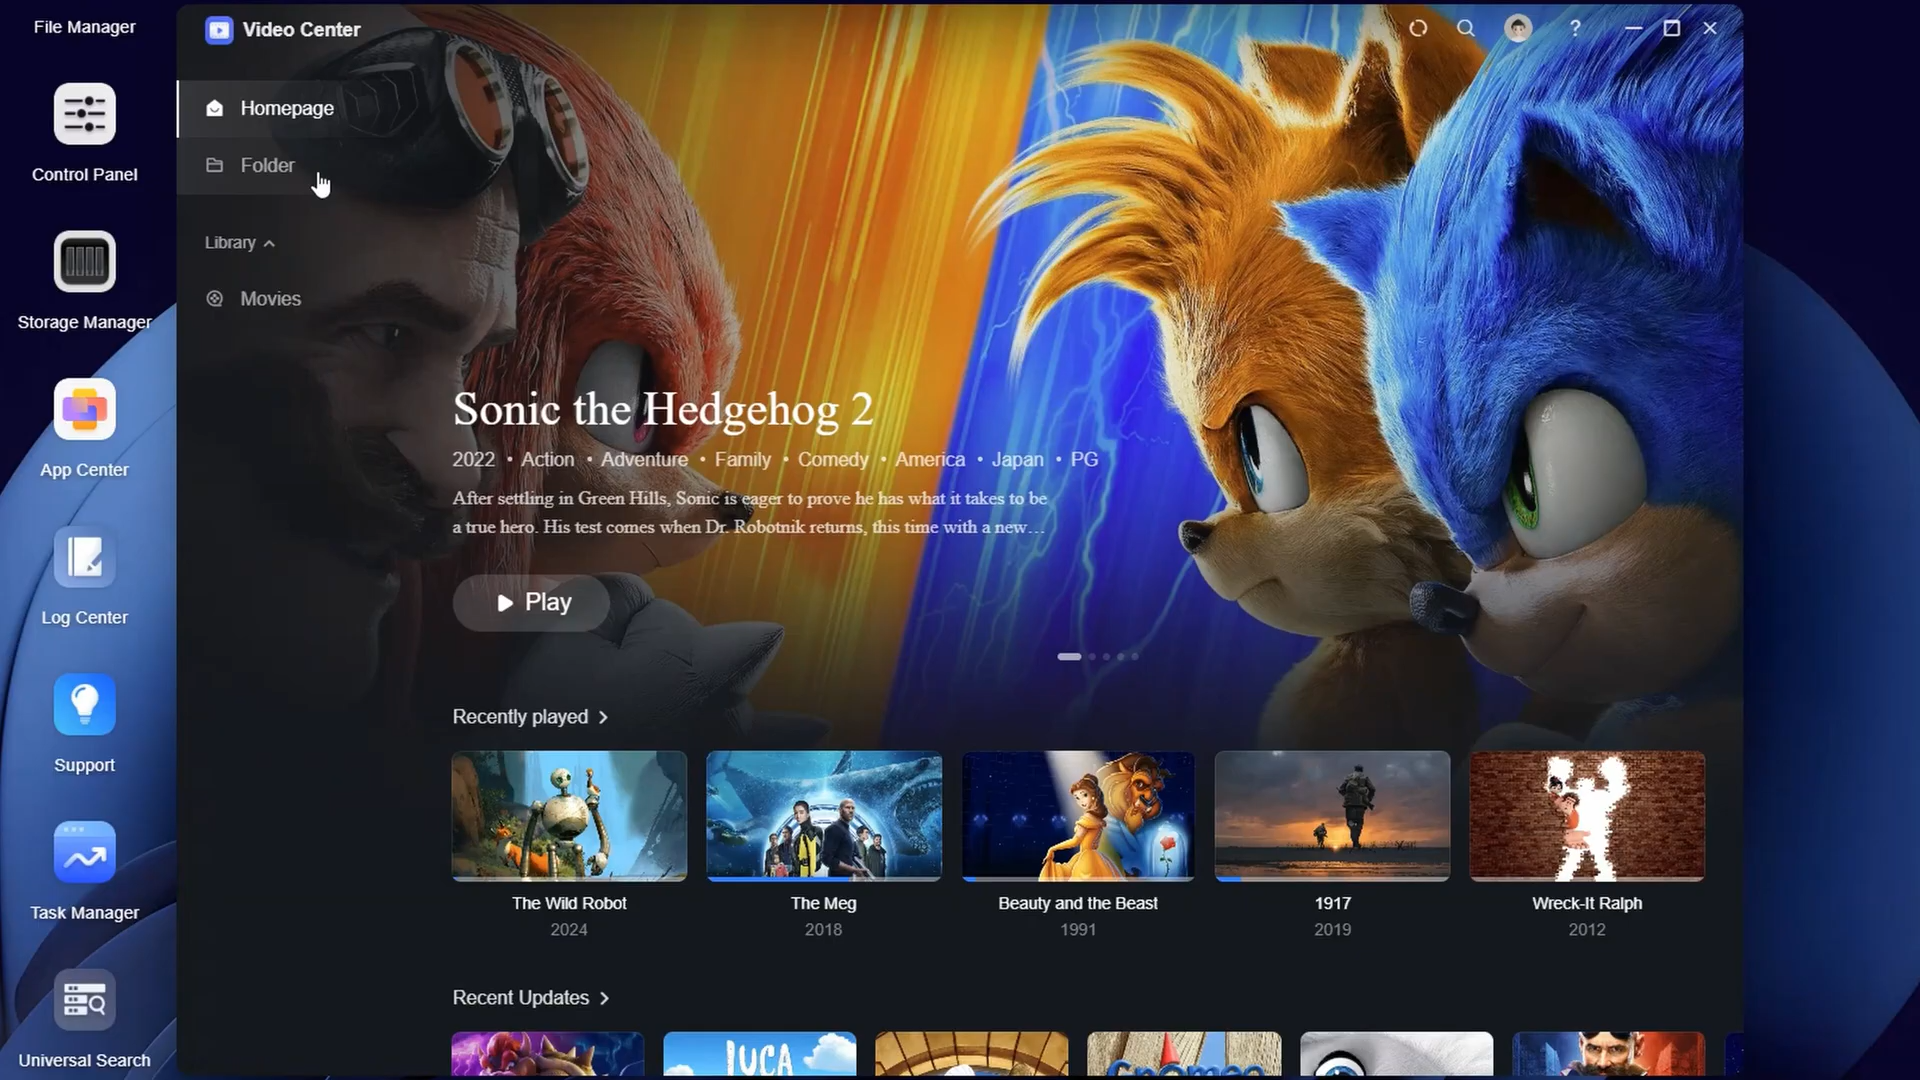 File Manager
Control Panel
Storage Manager
App Center
Log Center
Support
Task Manager
Universal Search
Video Center
?
Homepage
Folder
Library
Movies
Sonic the Hedgehog 2
2022 • Action • Adventure • Family • Comedy • America • Japan • PG
After settling in Green Hills, Sonic is eager to prove he has what it takes to be
a true hero. His test comes when Dr. Robotnik returns, this time with a new...
Play
Recently played
The Wild Robot
2024
The Meg
2018
Beauty and the Beast
1991
1917
2019
Wreck-It Ralph
2012
Recent Updates
LUCA
Gnomeo